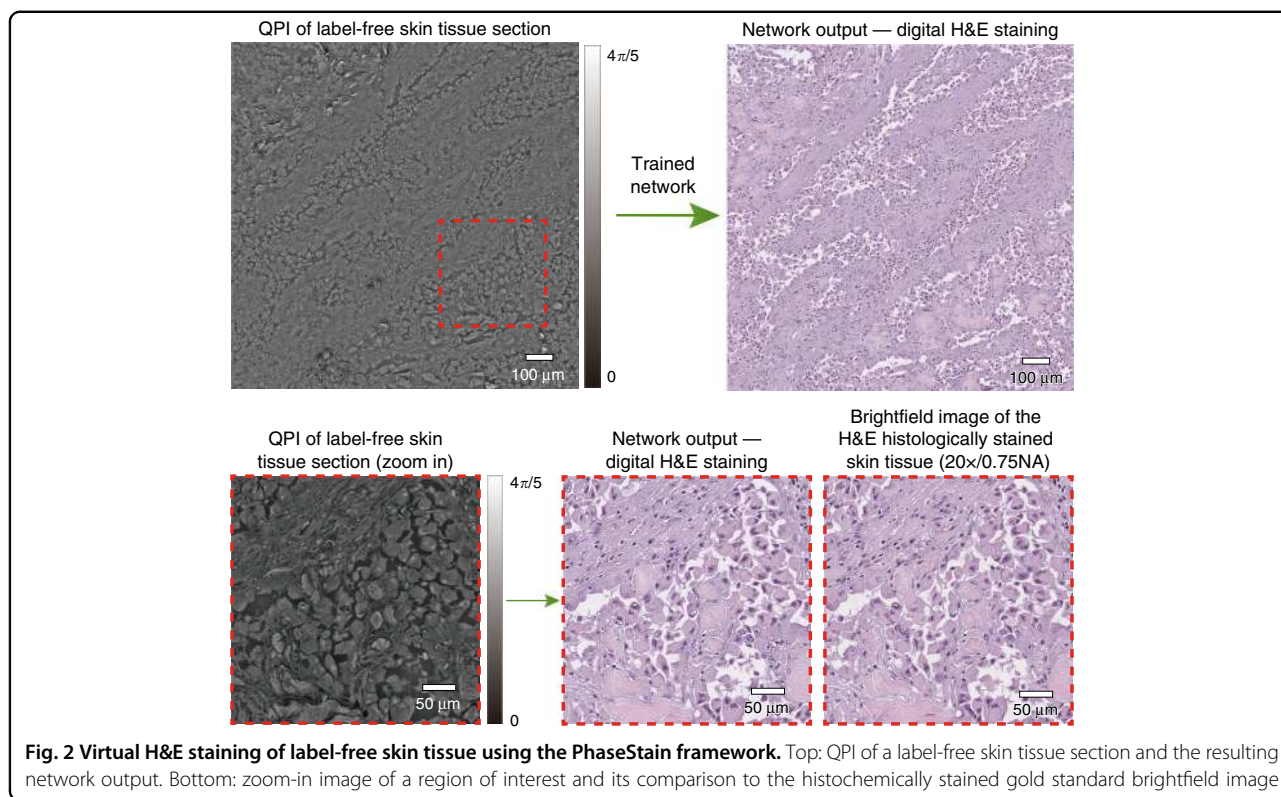 QPI of label-free skin tissue section
Network output — digital H&E staining
4π/5
Trained
network
100 μm
0
100 μm
QPI of label-free skin
tissue section (zoom in)
Network output —
digital H&E staining
Brightfield image of the
H&E histologically stained
skin tissue (20×/0.75NA)
4π/5
50 μm
0
50 μm
50 μm
Fig. 2 Virtual H&E staining of label-free skin tissue using the PhaseStain framework. Top: QPI of a label-free skin tissue section and the resulting
network output. Bottom: zoom-in image of a region of interest and its comparison to the histochemically stained gold standard brightfield image